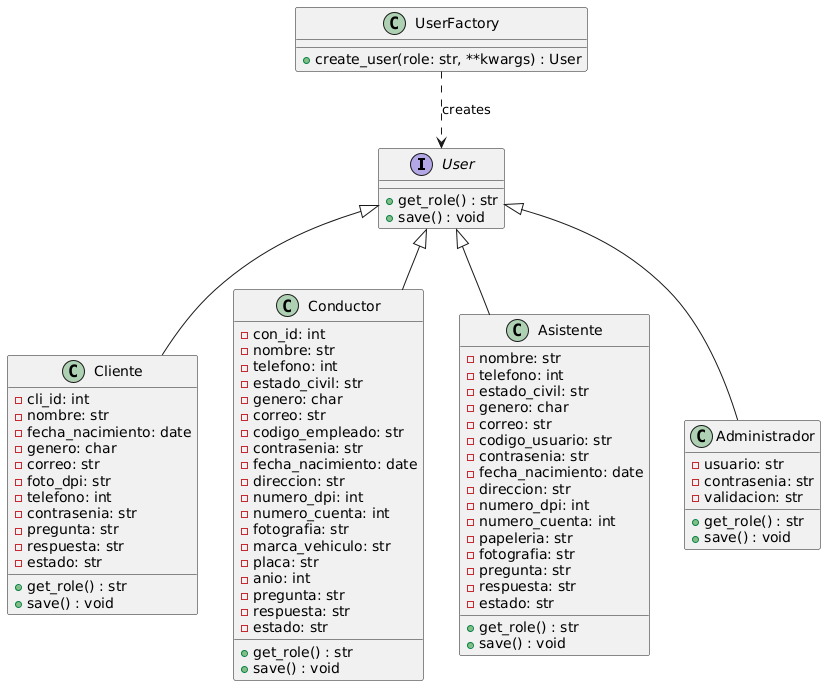 C UserFactory
create_user(role: str, **kwargs) : User
creates
I User
get_role() : str
save() : void
C Cliente
cli_id: int
nombre: str
fecha_nacimiento: date
genero: char
correo: str
foto_dpi: str
telefono: int
contrasenia: str
pregunta: str
respuesta: str
estado: str
get_role() : str
save() : void
C Conductor
con_id: int
nombre: str
telefono: int
estado_civil: str
genero: char
correo: str
codigo_empleado: str
contrasenia: str
fecha_nacimiento: date
direccion: str
numero_dpi: int
numero_cuenta: int
fotografia: str
marca_vehiculo: str
placa: str
anio: int
pregunta: str
respuesta: str
estado: str
get_role() : str
save() : void
C Asistente
nombre: str
telefono: int
estado_civil: str
genero: char
correo: str
codigo_usuario: str
contrasenia: str
fecha_nacimiento: date
direccion: str
numero_dpi: int
numero_cuenta: int
papeleria: str
fotografia: str
pregunta: str
respuesta: str
estado: str
get_role() : str
save() : void
C Administrador
usuario: str
contrasenia: str
validacion: str
get_role() : str
save() : void